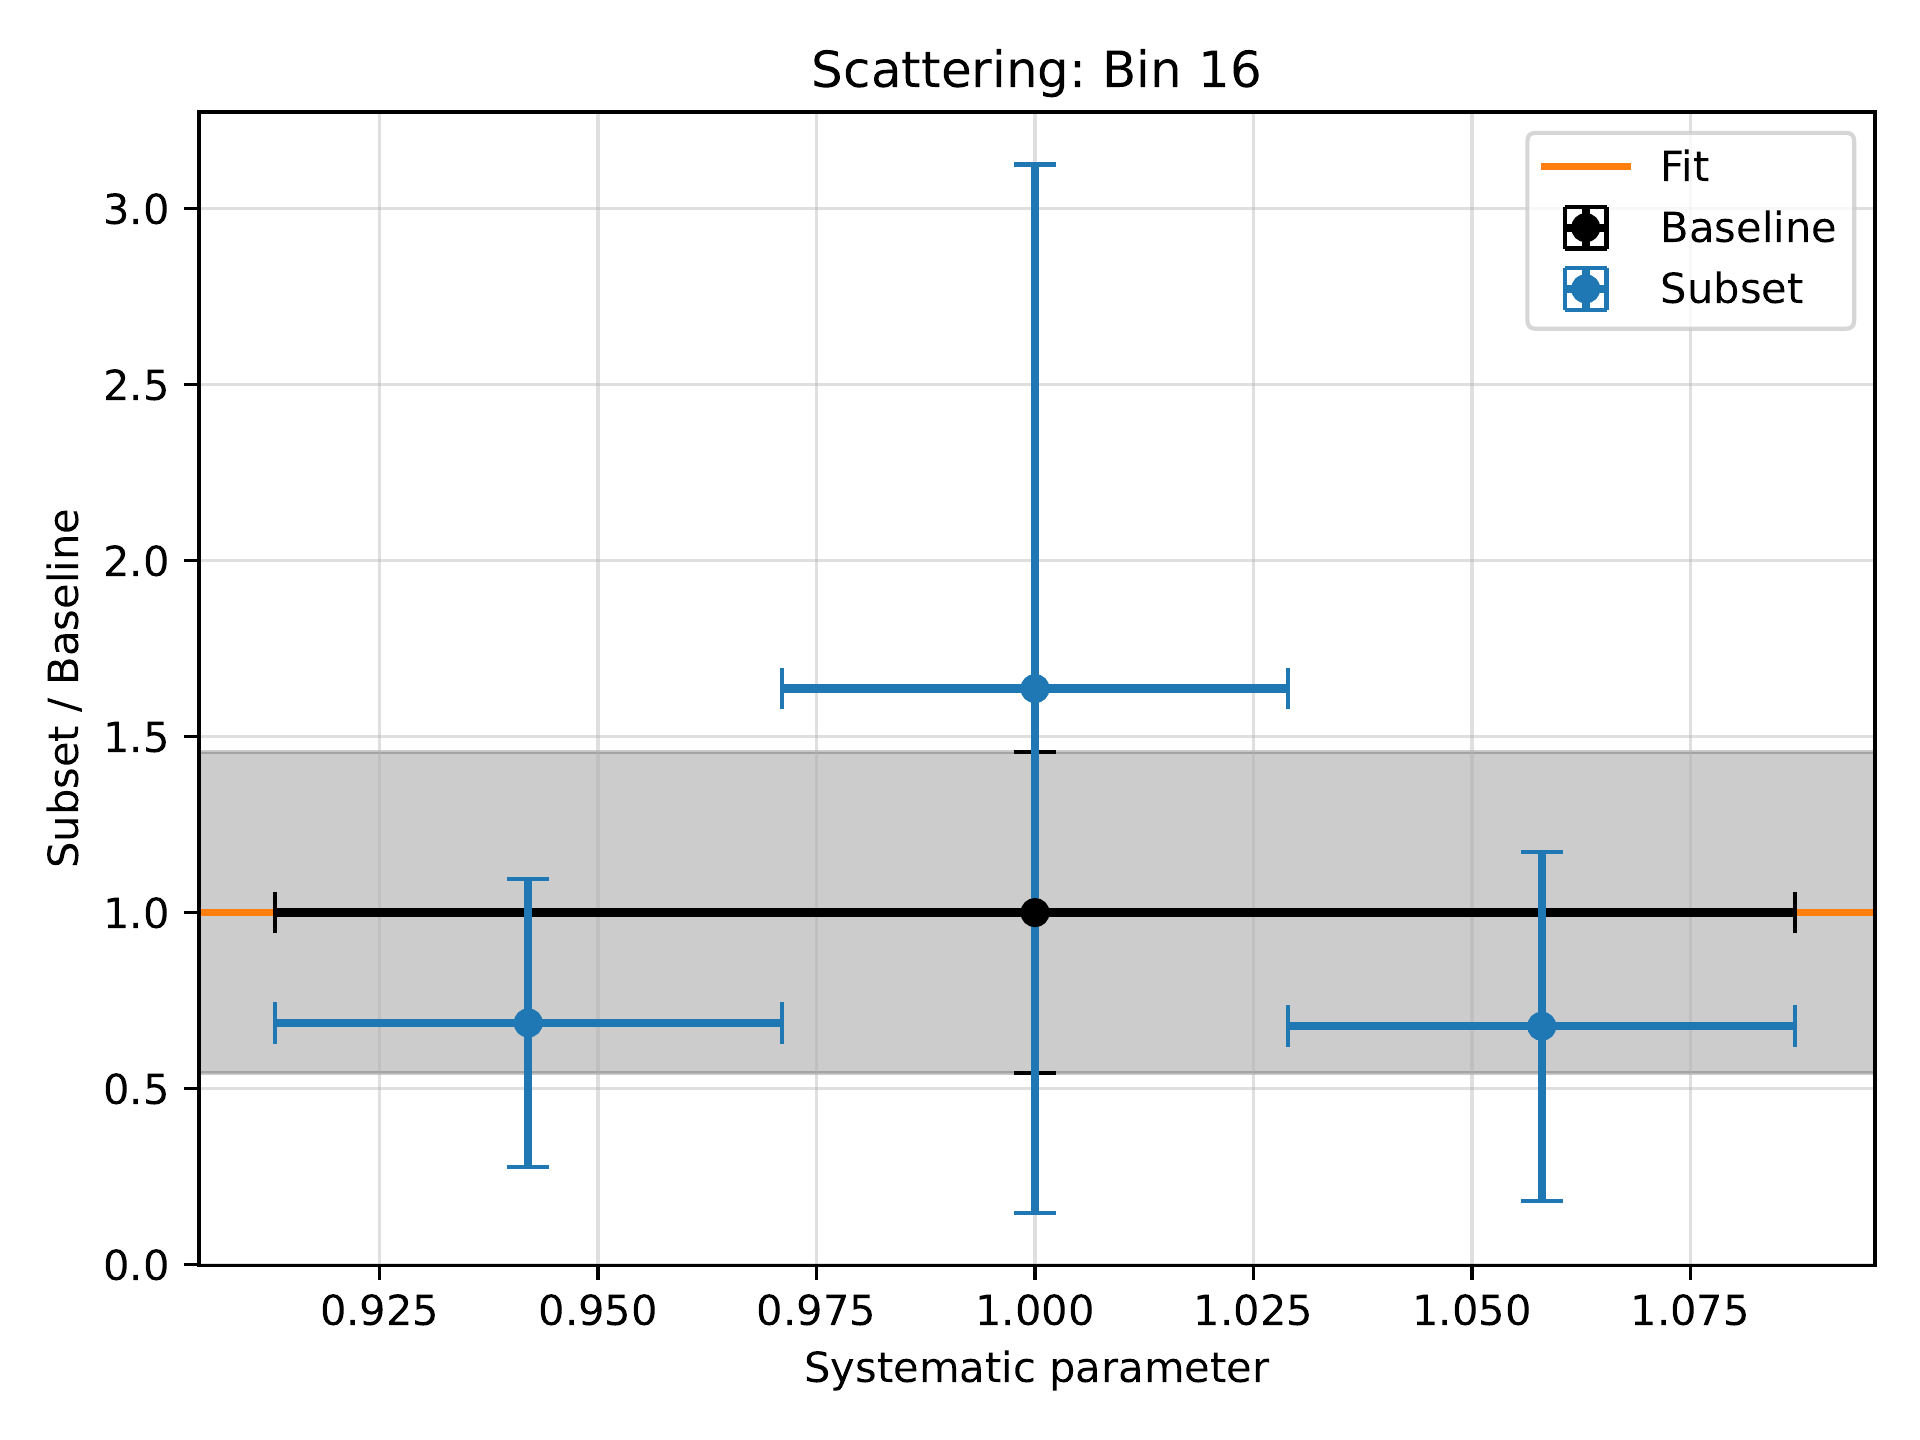 Scattering: Bin 16
Fit
Baseline
Subset
Subset / Baseline
3.0
2.5
2.0
1.5
1.0
0.5
0.0
0.925 0.950 0.975 1.000 1.025 1.050 1.075
Systematic parameter